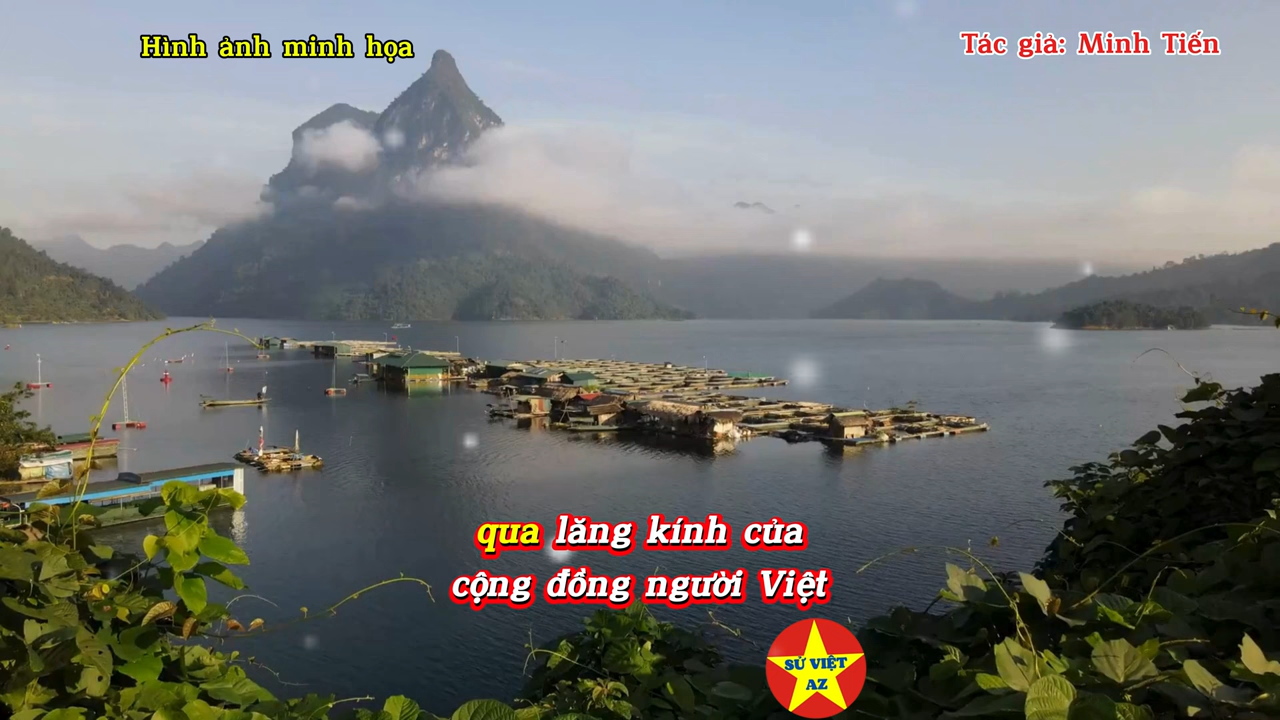 Hình ảnh minh họa
Tác giả: Minh Tiến
qua lăng kính của
cộng đồng người Việt
SỬ VIỆT
AZ